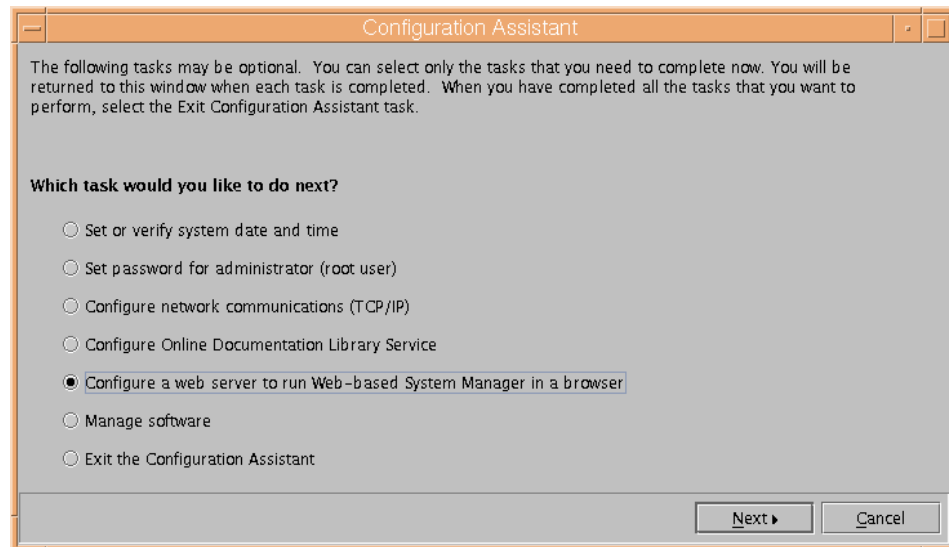 Configuration Assistant
The following tasks may be optional. You can select only the tasks that you need to complete now. You will be
returned to this window when each task is completed. When you have completed all the tasks that you want to
perform, select the Exit Configuration Assistant task.
Which task would you like to do next?
Set or verify system date and time
Set password for administrator (root user)
Configure network communications (TCP/IP)
Configure Online Documentation Library Service
Configure a web server to run Web-based System Manager in a browser
Manage software
Exit the Configuration Assistant
Next
Cancel